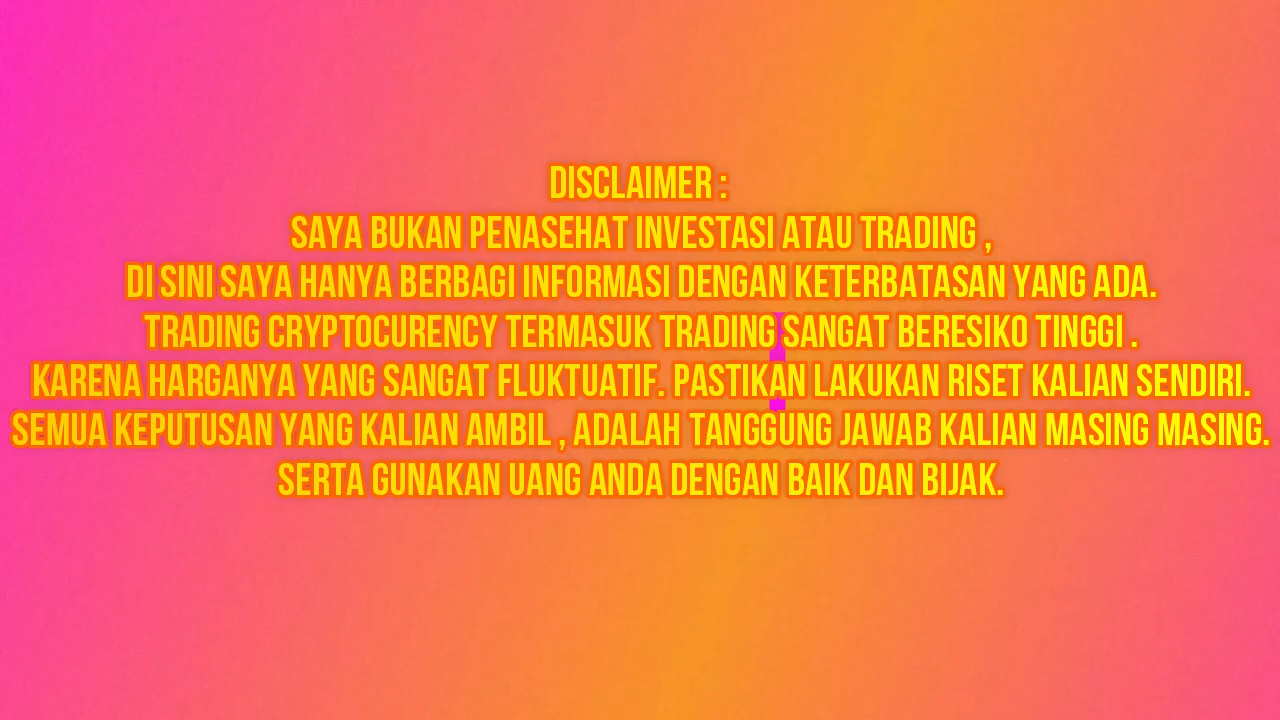 DISCLAIMER :
SAYA BUKAN PENASEHAT INVESTASI ATAU TRADING ,
DI SINI SAYA HANYA BERBAGI INFORMASI DENGAN KETERBATASAN YANG ADA.
TRADING CRYPTOCURENCY TERMASUK TRADING SANGAT BERESIKO TINGGI .
KARENA HARGANYA YANG SANGAT FLUKTUATIF. PASTIKAN LAKUKAN RISET KALIAN SENDIRI.
SEMUA KEPUTUSAN YANG KALIAN AMBIL , ADALAH TANGGUNG JAWAB KALIAN MASING MASING.
SERTA GUNAKAN UANG ANDA DENGAN BAIK DAN BIJAK.